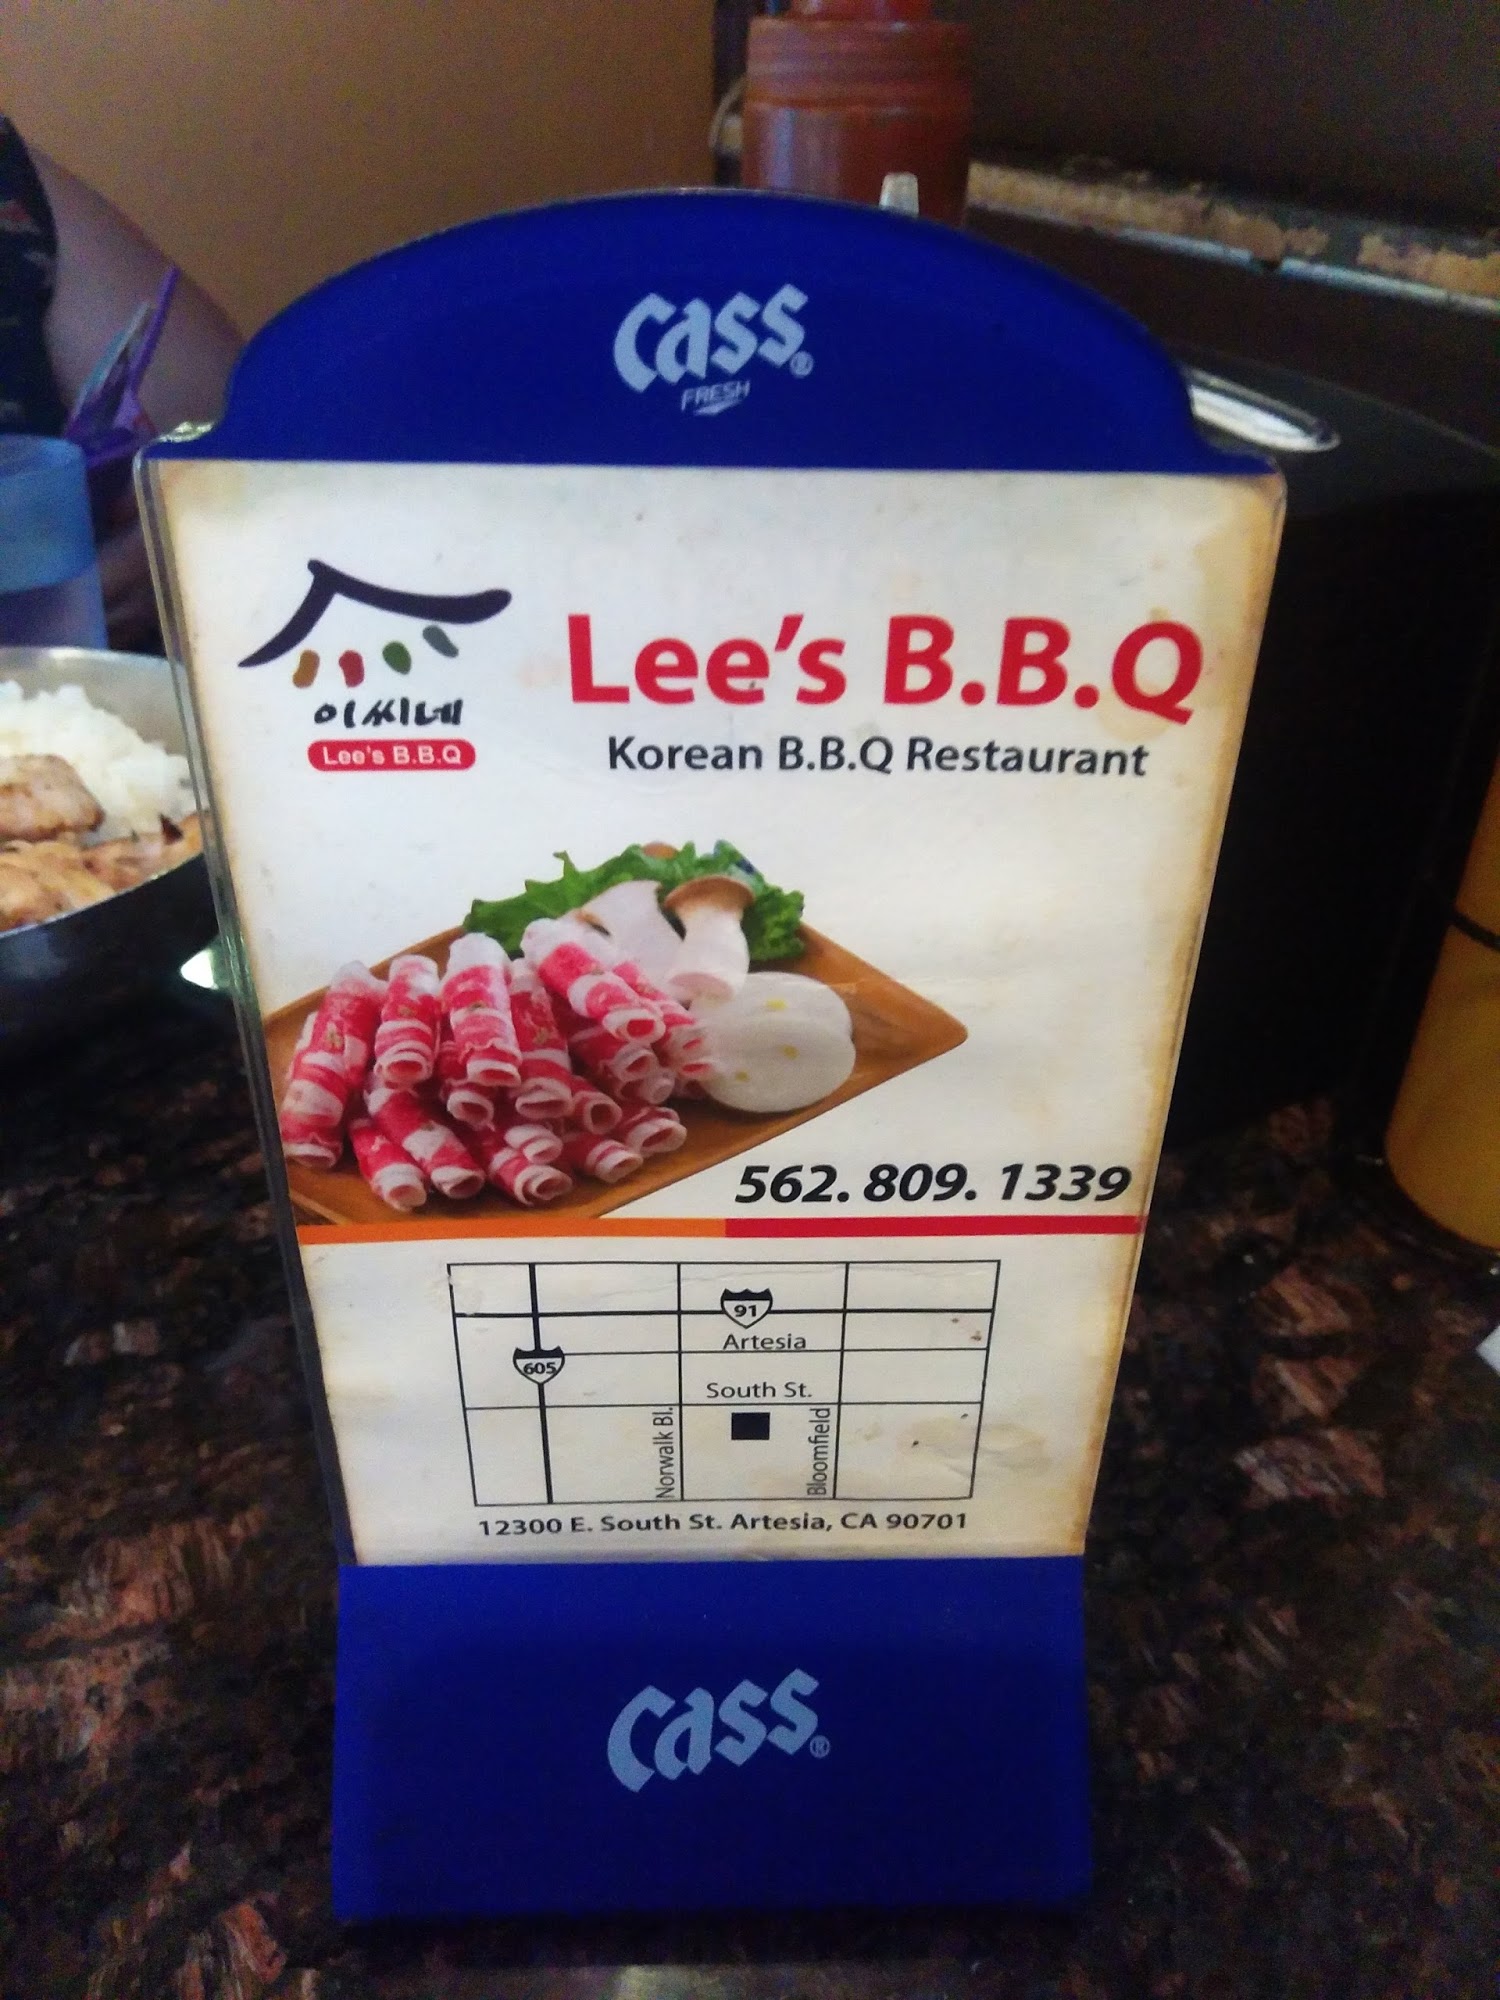 Cass®
FRESH
이씨네
Lee's B.B.Q
Lee's B.B.Q
Korean B.B.Q Restaurant
562. 809. 1339
91
Artesia
605
South St.
Norwalk Bl.
Bloomfield
12300 E. South St. Artesia, CA 90701
Cass®